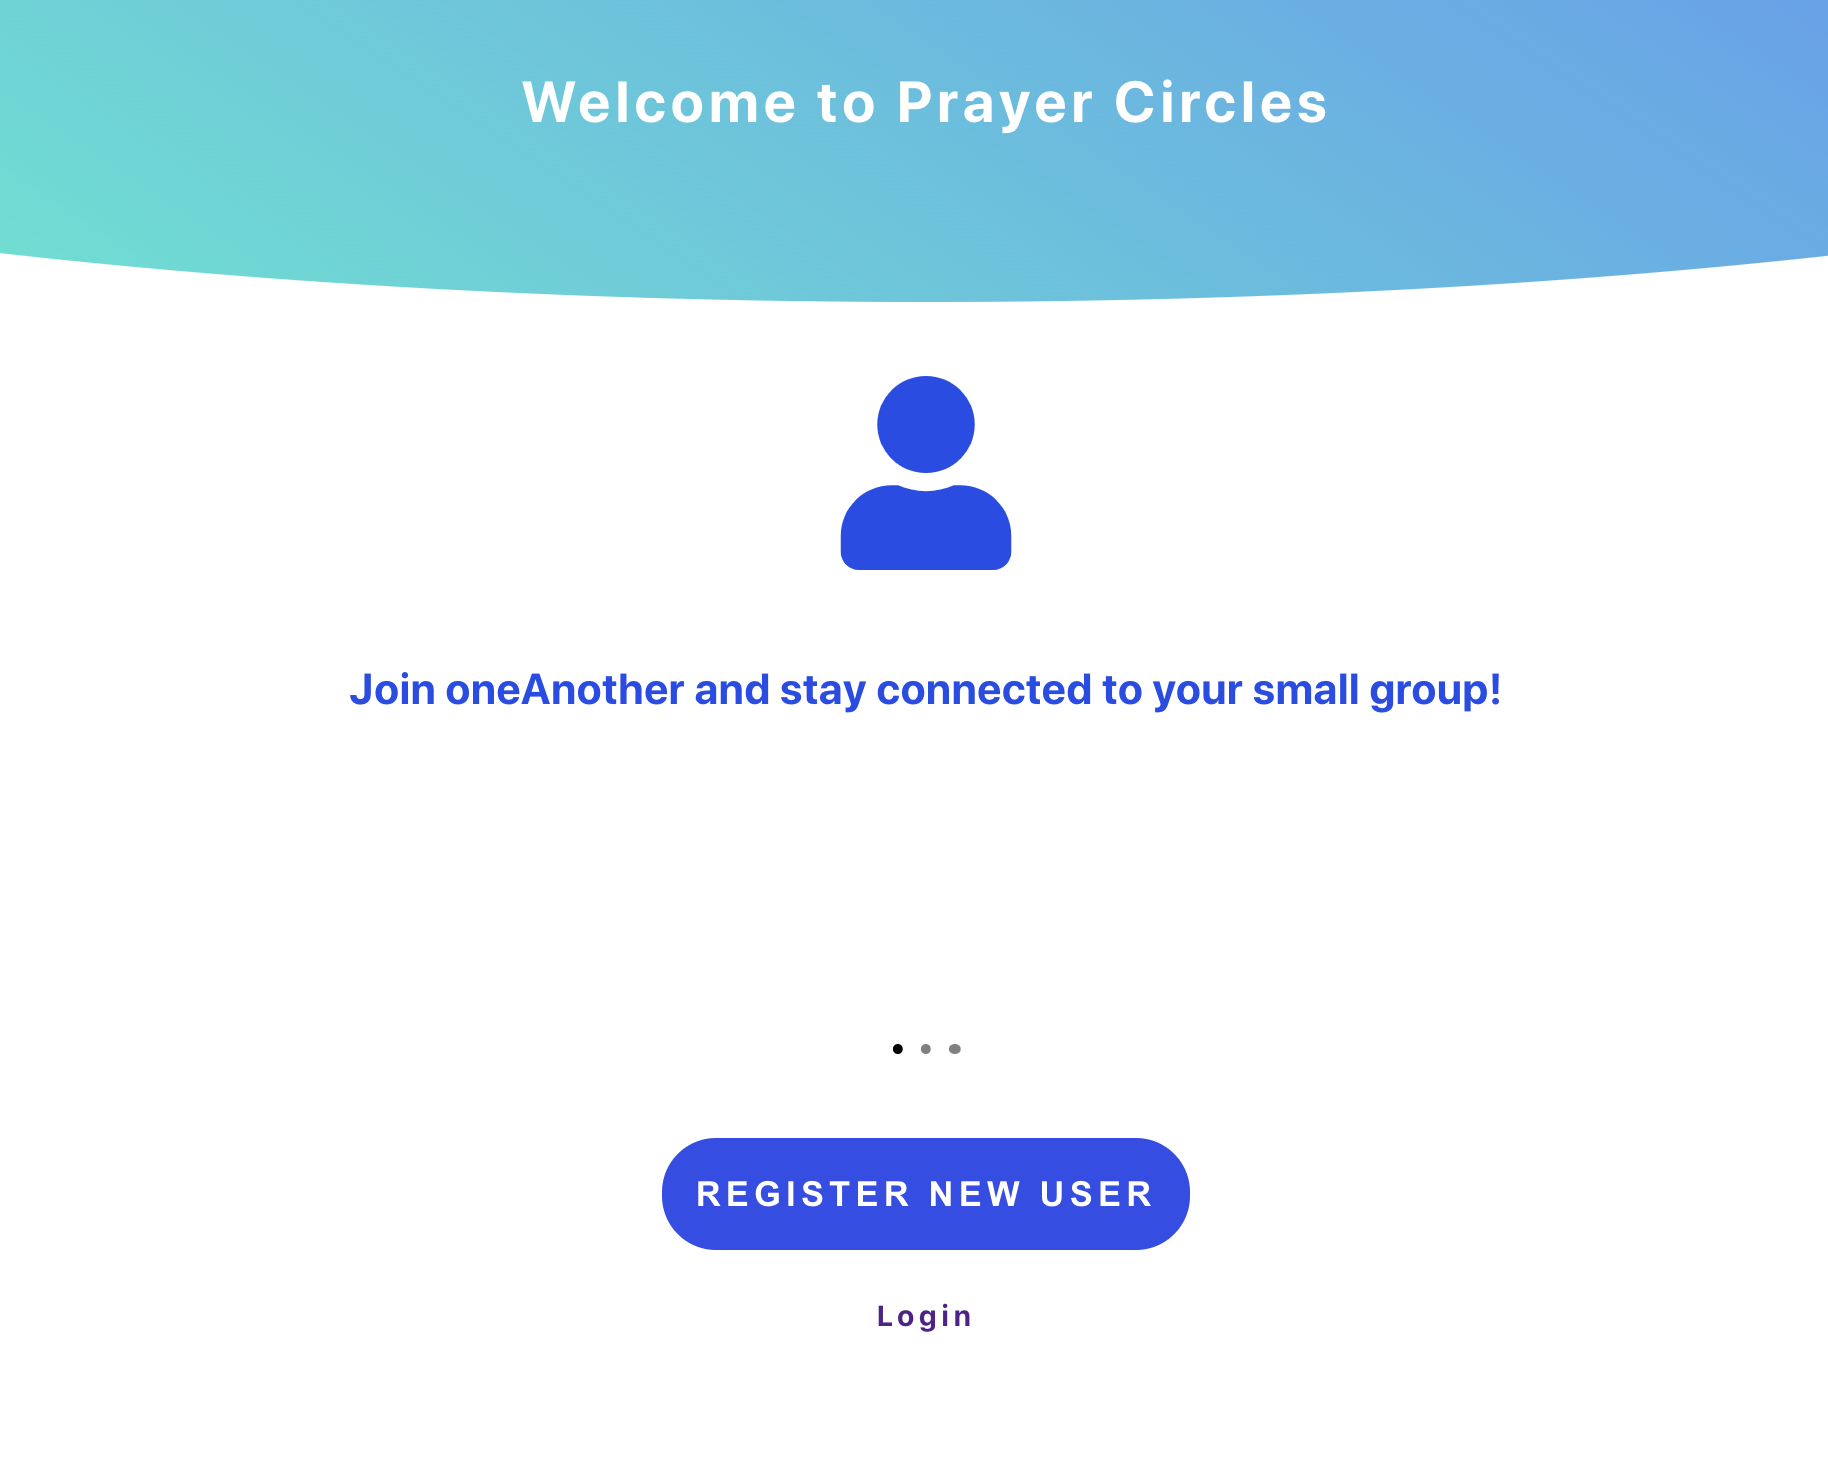 Welcome to Prayer Circles
Join oneAnother and stay connected to your small group!
REGISTER NEW USER
Login